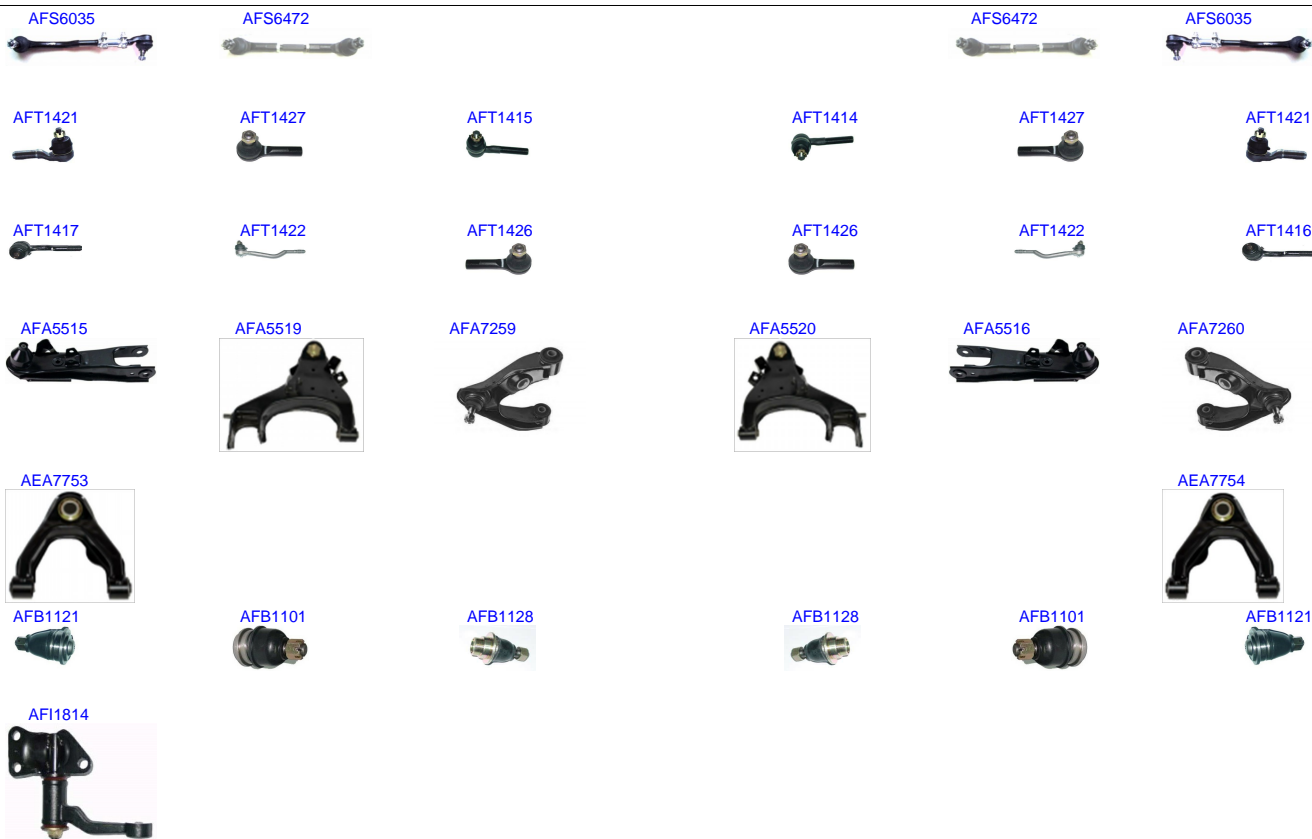 AFS6035 AFS6472 AFS6472 AFS6035
AFT1421 AFT1427 AFT1415 AFT1414 AFT1427 AFT1421
AFT1417 AFT1422 AFT1426 AFT1426 AFT1422 AFT1416
AFA5515 AFA5519 AFA7259 AFA5520 AFA5516 AFA7260
AEA7753 AEA7754
AFB1121 AFB1101 AFB1128 AFB1128 AFB1101 AFB1121
AFI1814